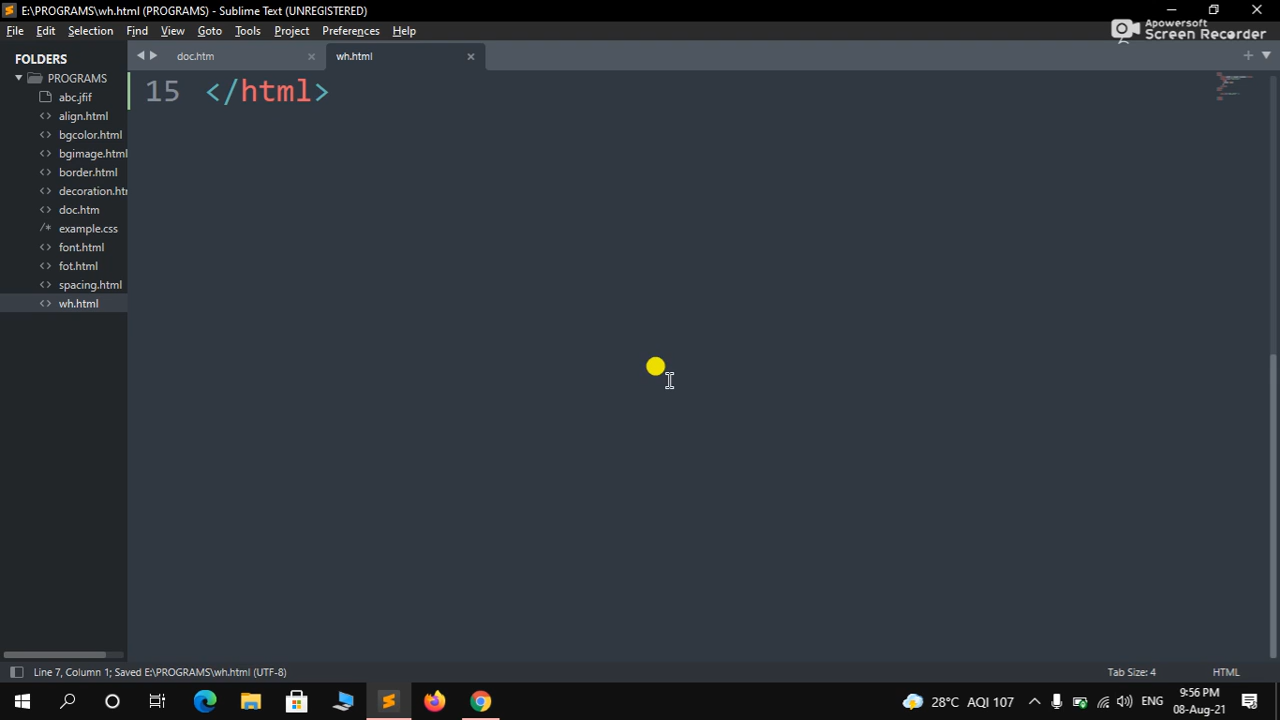 E:\PROGRAMS\wh.html (PROGRAMS) - Sublime Text (UNREGISTERED)
File Edit Selection Find View Goto Tools Project Preferences Help
Apowersoft
Screen Recorder
FOLDERS
PROGRAMS
abc.jfif
align.html
bgcolor.html
bgimage.html
border.html
decoration.htm
doc.htm
example.css
font.html
fot.html
spacing.html
wh.html
doc.htm
wh.html
15 </html>
Line 7, Column 1; Saved E:\PROGRAMS\wh.html (UTF-8)
Tab Size: 4
HTML
28°C AQI 107
ENG
9:56 PM
08-Aug-21